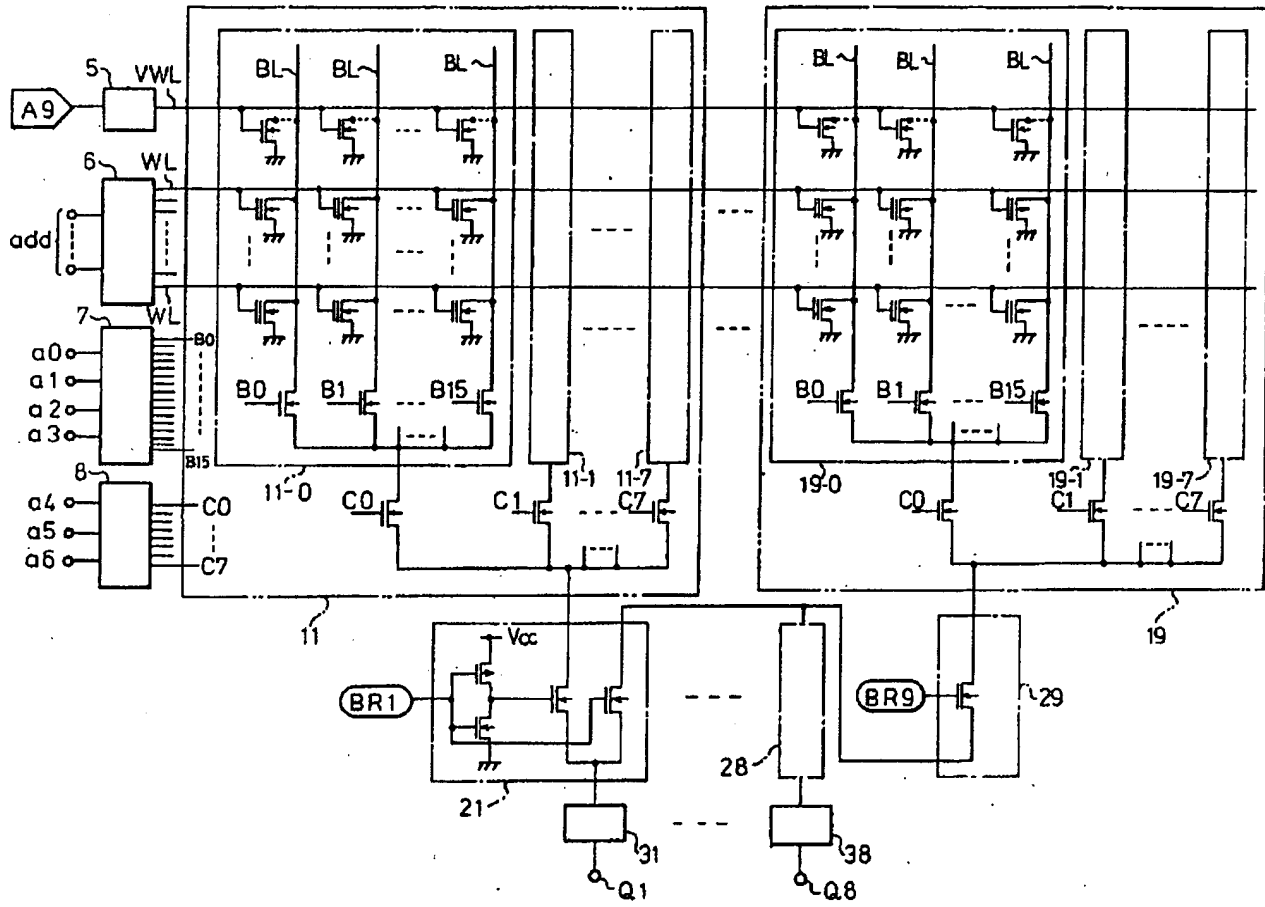 BL BL BL BL BL BL
5 VWL
A9
6 WL
add
WL
7
a0 B0
a1
a2
a3
B15
B0 B1 B15 B0 B1 B15
8 11-0 11-1 11-7 19-0 19-1 19-7
a4 C0 C0 C1 C7 C0 C1 C7
a5
a6 C7
11 19
Vcc
BR1 BR9 29
28
21
31 38
Q1 Q8